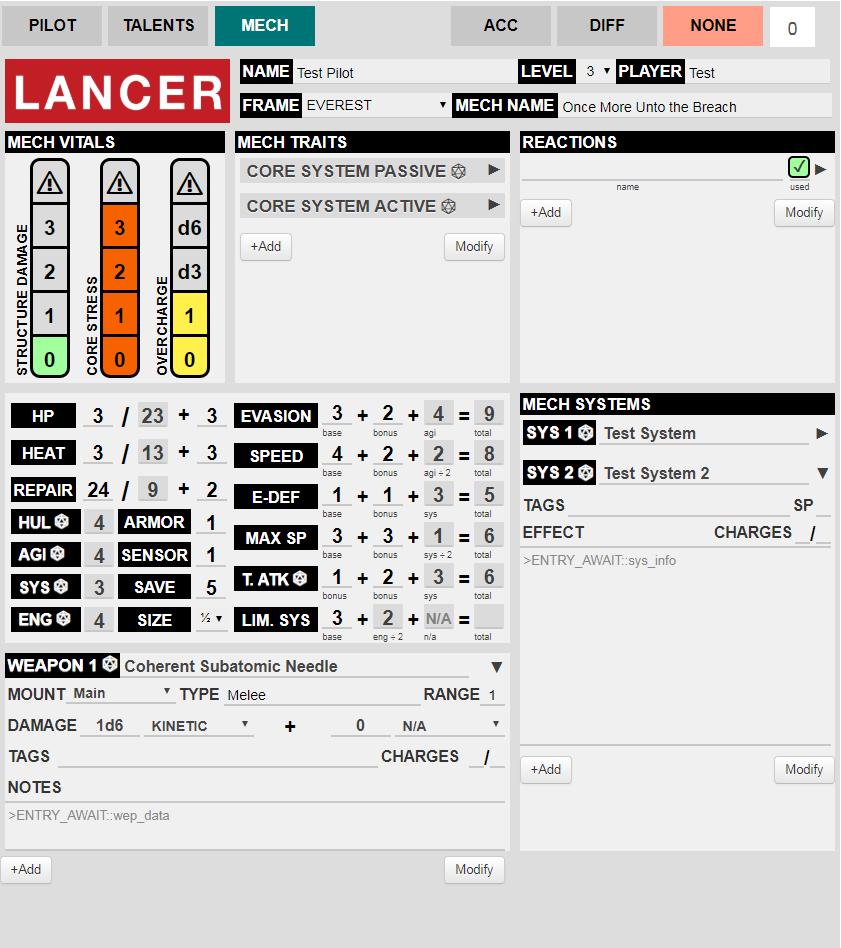 PILOT TALENTS MECH ACC DIFF NONE 0
LANCER
NAME Test Pilot LEVEL 3 PLAYER Test
FRAME EVEREST MECH NAME Once More Unto the Breach
MECH VITALS
STRUCTURE DAMAGE
3
2
1
0
CORE STRESS
3
2
1
0
OVERCHARGE
d6
d3
1
0
MECH TRAITS
CORE SYSTEM PASSIVE
CORE SYSTEM ACTIVE
+Add Modify
REACTIONS
name used
+Add Modify
HP 3 / 23 + 3
HEAT 3 / 13 + 3
REPAIR 24 / 9 + 2
HUL 4 ARMOR 1
AGI 4 SENSOR 1
SYS 3 SAVE 5
ENG 4 SIZE ½
EVASION 3 + 2 + 4 = 9
base bonus agi total
SPEED 4 + 2 + 2 = 8
base bonus agi ÷ 2 total
E-DEF 1 + 1 + 3 = 5
base bonus sys total
MAX SP 3 + 3 + 1 = 6
base bonus sys ÷ 2 total
T. ATK 1 + 2 + 3 = 6
bonus bonus sys total
LIM. SYS 3 + 2 + N/A =
base eng ÷ 2 n/a total
MECH SYSTEMS
SYS 1 Test System
SYS 2 Test System 2
TAGS SP
EFFECT CHARGES /
>ENTRY_AWAIT::sys_info
+Add Modify
WEAPON 1 Coherent Subatomic Needle
MOUNT Main TYPE Melee RANGE 1
DAMAGE 1d6 KINETIC + 0 N/A
TAGS CHARGES /
NOTES
>ENTRY_AWAIT::wep_data
+Add Modify